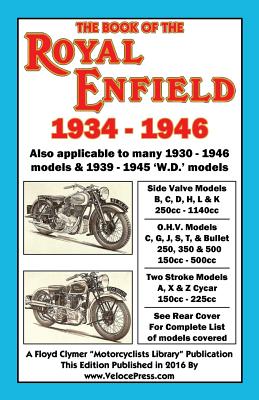 THE BOOK OF THE
ROYAL
ENFIELD
1934 - 1946
Also applicable to many 1930 - 1946
models & 1939 - 1945 'W.D.' models
Side Valve Models
B, C, D, H, L & K
250cc - 1140cc
O.H.V. Models
C, G, J, S, T, & Bullet
250, 350 & 500
150cc - 500cc
Two Stroke Models
A, X & Z Cycar
150cc - 225cc
See Rear Cover
For Complete List
of models covered
A Floyd Clymer "Motorcyclists Library" Publication
This Edition Published in 2016 By
www.VelocePress.com